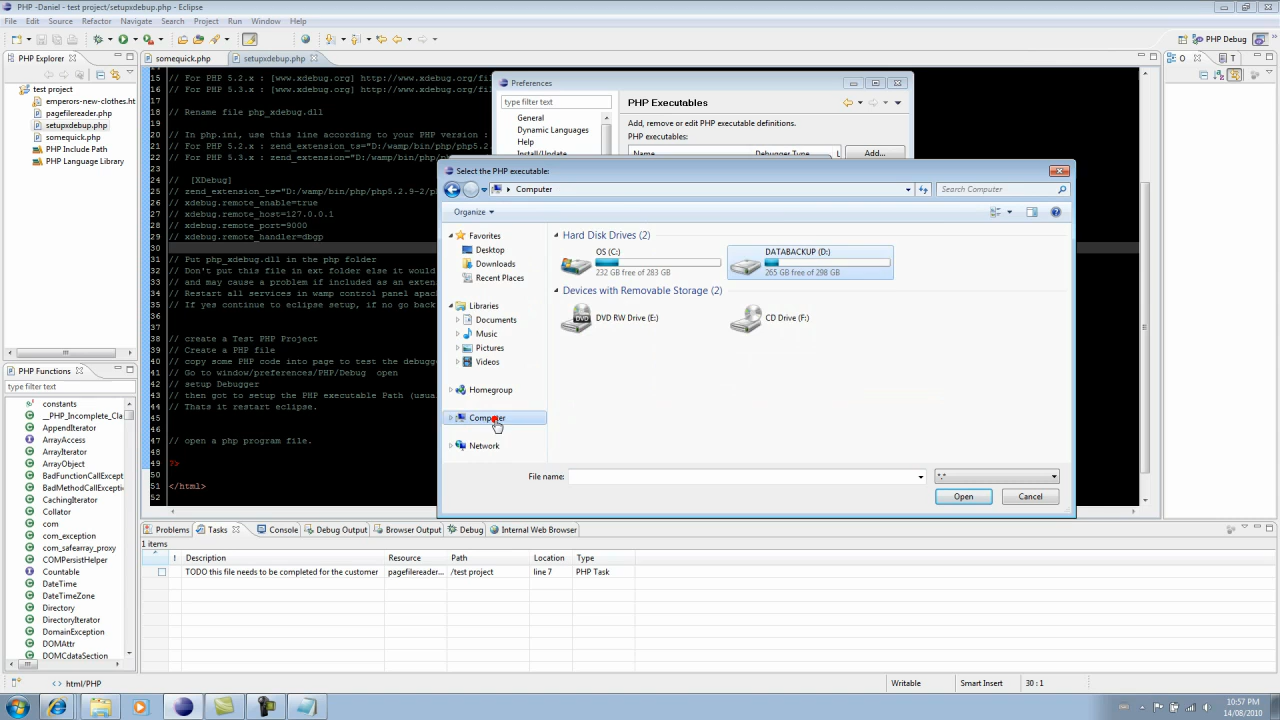 PHP -Daniel - test project/setupxdebup.php - Eclipse
File Edit Source Refactor Navigate Search Project Run Window Help
PHP Debug
PHP Explorer
somequick.php
setupxdebup.php
test project
emperors-new-clothes.ht
pagefilereader.php
setupxdebup.php
somequick.php
PHP Include Path
PHP Language Library
15 // For PHP 5.2.x : [www.xdebug.org] http://www.xdebug.org/fil
16 // For PHP 5.3.x : [www.xdebug.org] http://www.xdebug.org/fil
17
18 // Rename file php_xdebug.dll
19
20 // In php.ini, use this line according to your PHP version :
21 // For PHP 5.2.x : zend_extension_ts="D:/wamp/bin/php/php5.2.
22 // For PHP 5.3.x : zend_extension="D:/wamp/bin/php/
24 // [XDebug]
25 // zend_extension_ts="D:/wamp/bin/php/php5.2.9-2/p
26 // xdebug.remote_enable=true
27 // xdebug.remote_host=127.0.0.1
28 // xdebug.remote_port=9000
29 // xdebug.remote_handler=dbgp
30
31 // Put php_xdebug.dll in the php folder
32 // Don't put this file in ext folder else it would
33 // and may cause a problem if included as an exten
34 // Restart all services in wamp control panel apac
35 // If yes continue to eclipse setup, if no go back
36
37
38 // create a Test PHP Project
39 // Create a PHP file
40 // copy some PHP code into page to test the debugge
41 // Go to window/preferences/PHP/Debug open
42 // setup Debugger
43 // then got to setup the PHP executable Path (usua
44 // Thats it restart eclipse.
45
46
47 // open a php program file.
48
49 ?>
50
51 </html>
52
Preferences
type filter text
General
Dynamic Languages
Help
Install/Update
PHP Executables
Add, remove or edit PHP executable definitions.
PHP executables:
Name Debugger Type L
Add...
Select the PHP executable:
Computer
Search Computer
Organize
Favorites
Desktop
Downloads
Recent Places
Libraries
Documents
Music
Pictures
Videos
Homegroup
Computer
Network
Hard Disk Drives (2)
OS (C:)
232 GB free of 283 GB
DATABACKUP (D:)
265 GB free of 298 GB
Devices with Removable Storage (2)
DVD RW Drive (E:)
CD Drive (F:)
File name:
*.*
Open
Cancel
PHP Functions
type filter text
constants
__PHP_Incomplete_Cla
AppendIterator
ArrayAccess
ArrayIterator
ArrayObject
BadFunctionCallExcept
BadMethodCallExceptic
CachingIterator
Collator
com
com_exception
com_safearray_proxy
COMPersistHelper
Countable
DateTime
DateTimeZone
Directory
DirectoryIterator
DomainException
DOMAttr
DOMCdataSection
Problems Tasks Console Debug Output Browser Output Debug Internal Web Browser
1 items
! Description Resource Path Location Type
TODO this file needs to be completed for the customer pagefilereader... /test project line 7 PHP Task
html/PHP
Writable
Smart Insert
30 : 1
10:57 PM
14/08/2010